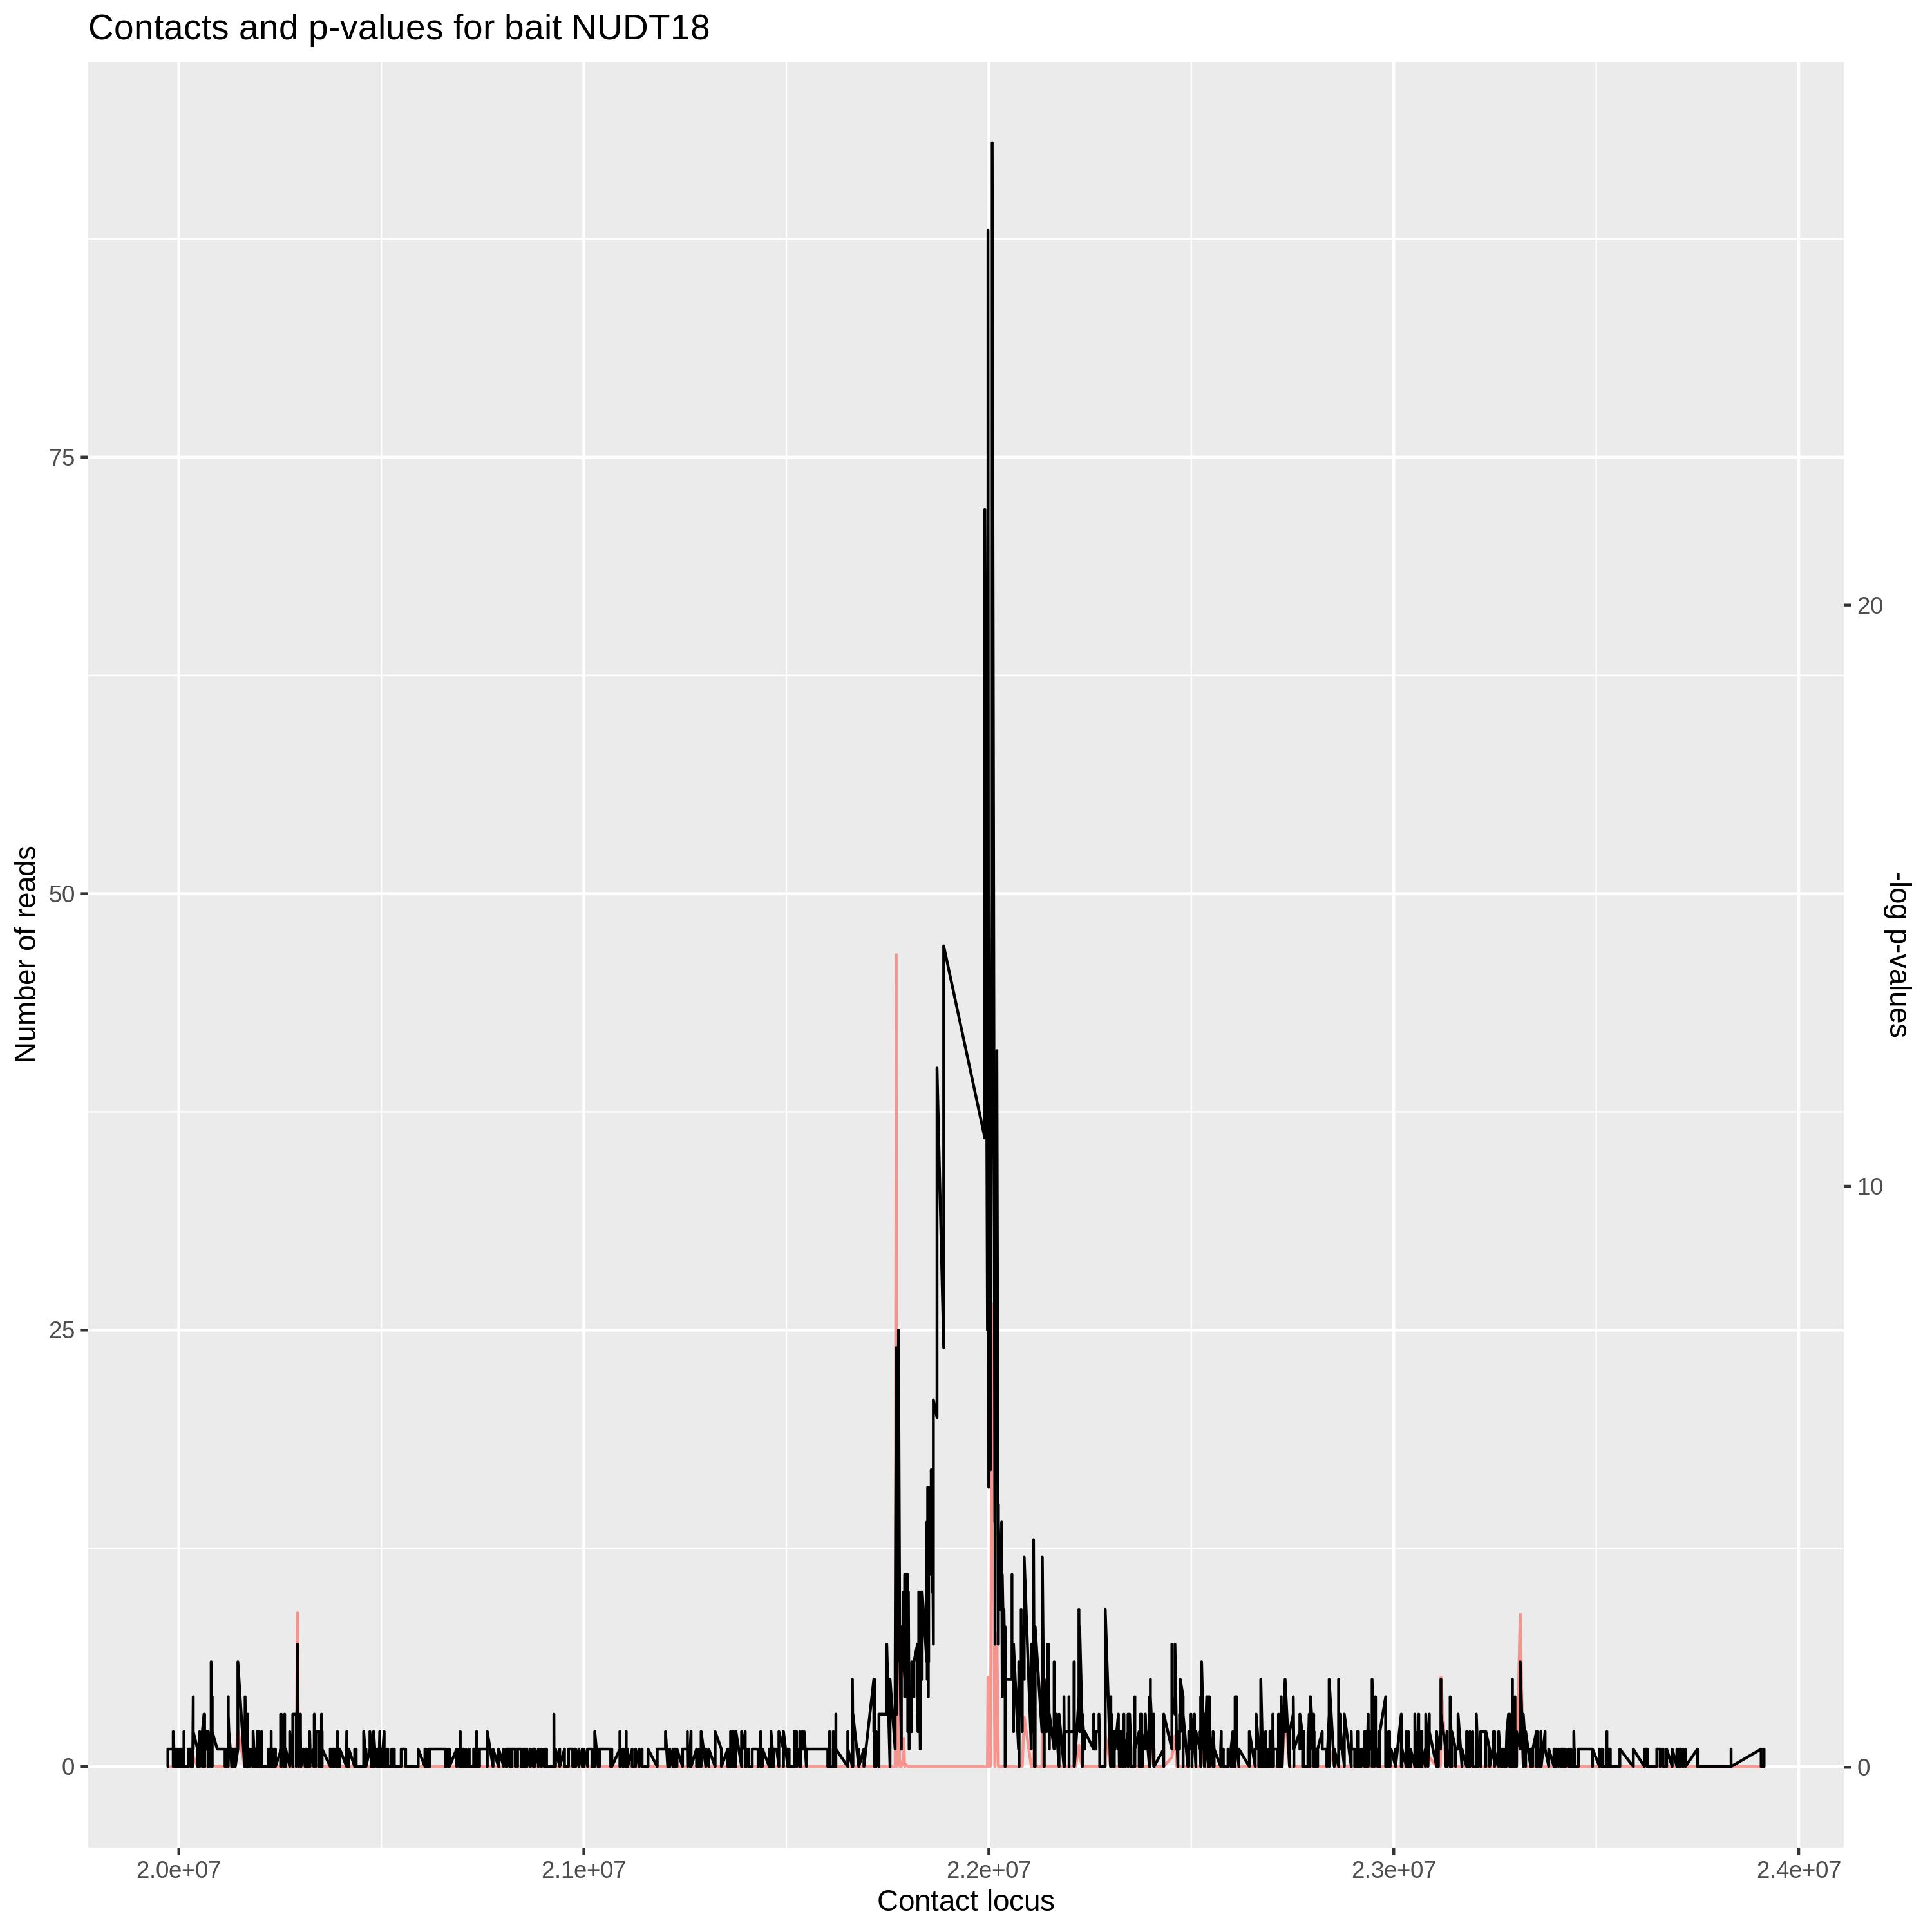 Contacts and p-values for bait NUDT18
75
50
25
0
Number of reads
20
10
0
-log p-values
2.0e+07
2.1e+07
2.2e+07
2.3e+07
2.4e+07
Contact locus